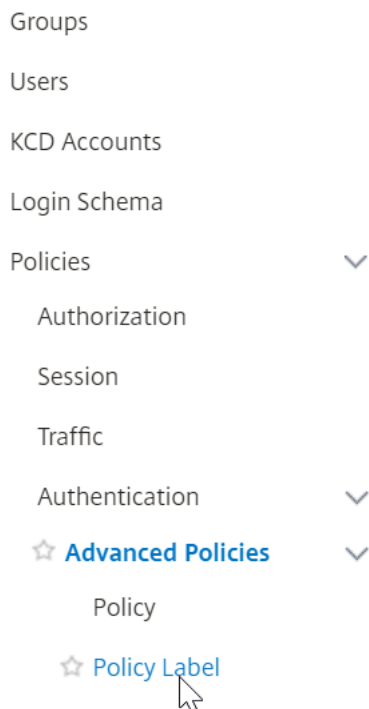 Groups
Users
KCD Accounts
Login Schema
Policies
Authorization
Session
Traffic
Authentication
Advanced Policies
Policy
Policy Label